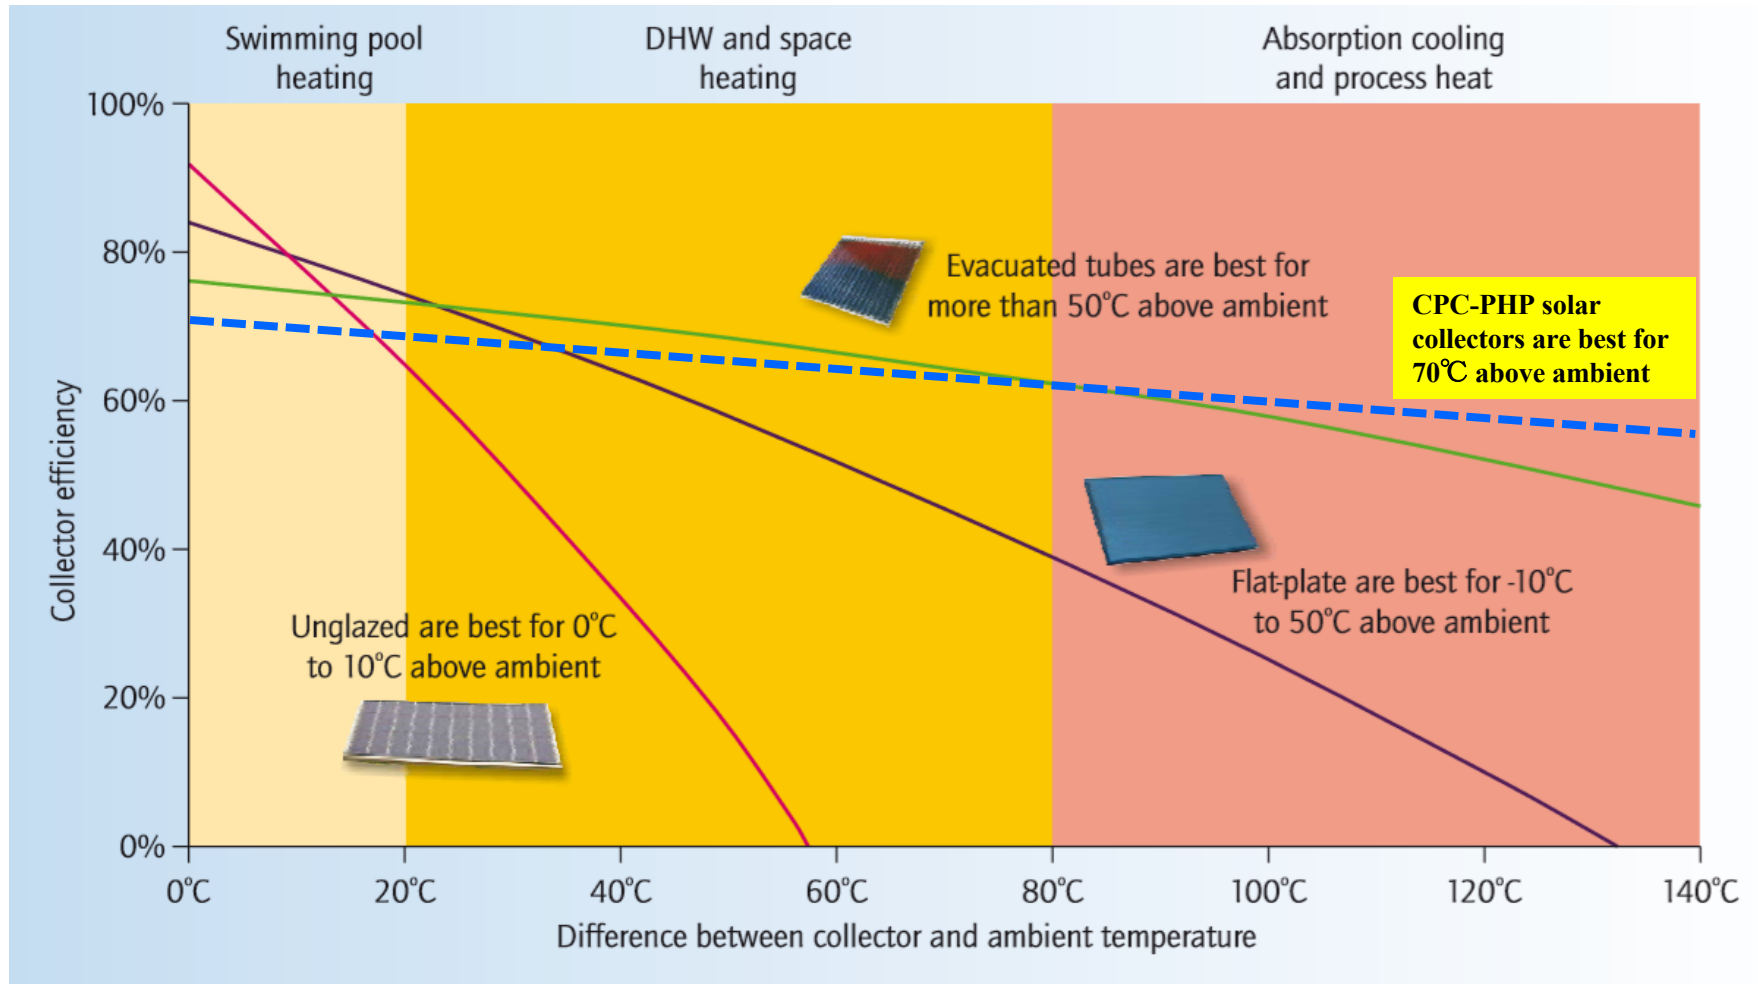 Swimming pool
heating
DHW and space
heating
Absorption cooling
and process heat
100%
80%
60%
40%
20%
0%
Collector efficiency
Evacuated tubes are best for
more than 50°C above ambient
CPC-PHP solar
collectors are best for
70℃ above ambient
Flat-plate are best for -10°C
to 50°C above ambient
Unglazed are best for 0°C
to 10°C above ambient
0°C
20°C
40°C
60°C
80°C
100°C
120°C
140°C
Difference between collector and ambient temperature